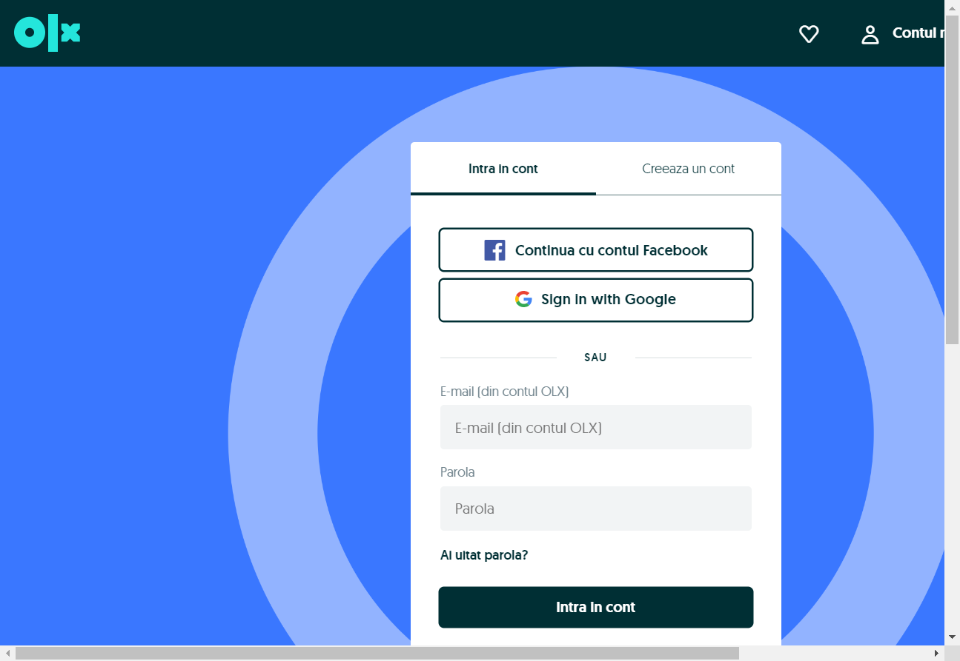 olx
Contul
Intra in cont
Creeaza un cont
Continua cu contul Facebook
Sign in with Google
SAU
E-mail (din contul OLX)
E-mail (din contul OLX)
Parola
Parola
Ai uitat parola?
Intra in cont